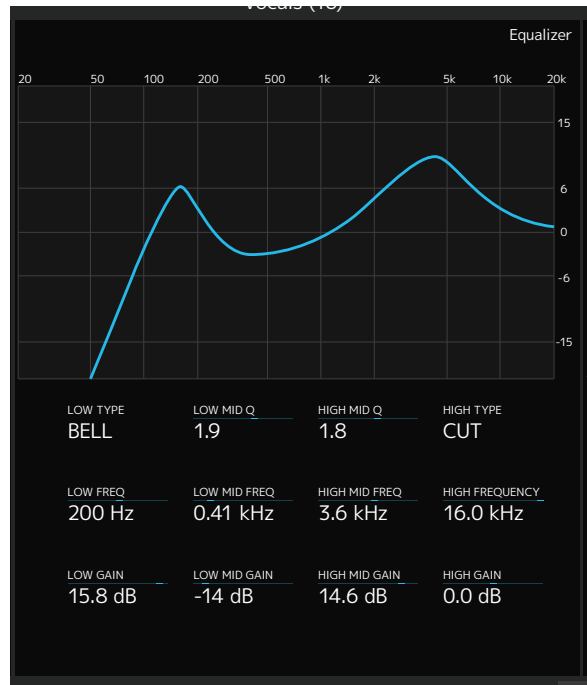 Vocals (16)
Equalizer
20 50 100 200 500 1k 2k 5k 10k 20k
15
6
0
-6
-15
LOW TYPE LOW MID Q HIGH MID Q HIGH TYPE
BELL 1.9 1.8 CUT
LOW FREQ LOW MID FREQ HIGH MID FREQ HIGH FREQUENCY
200 Hz 0.41 kHz 3.6 kHz 16.0 kHz
LOW GAIN LOW MID GAIN HIGH MID GAIN HIGH GAIN
15.8 dB -14 dB 14.6 dB 0.0 dB